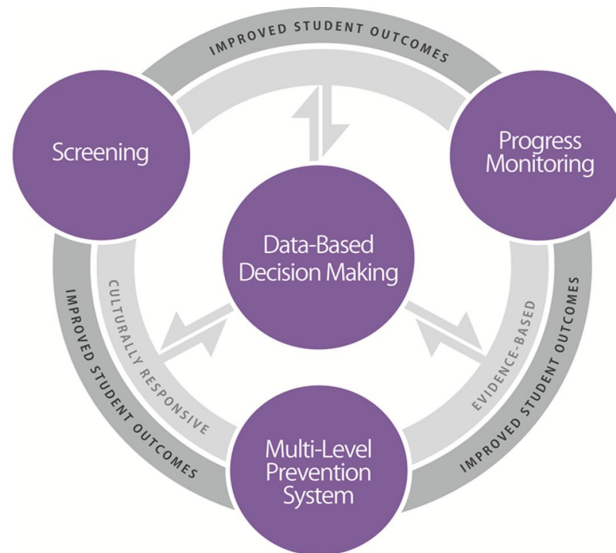 IMPROVED STUDENT OUTCOMES
Screening
Progress
Monitoring
Data-Based
Decision Making
IMPROVED STUDENT OUTCOMES
CULTURALLY RESPONSIVE
EVIDENCE-BASED
IMPROVED STUDENT OUTCOMES
Multi-Level
Prevention
System